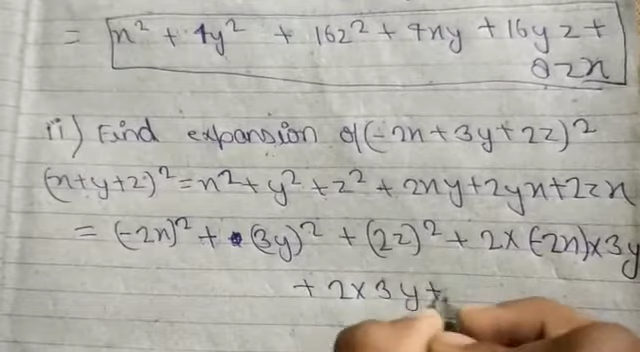 = x² + 4y² + 16z² + 4xy + 16yz +
8zx
ii) Find expansion of (-2x+3y+2z)²
(x+y+z)² = x² + y² + z² + 2xy+2yx+2zx
= (-2x)² + (3y)² + (2z)² + 2×(-2x)×3y
+ 2×3y×